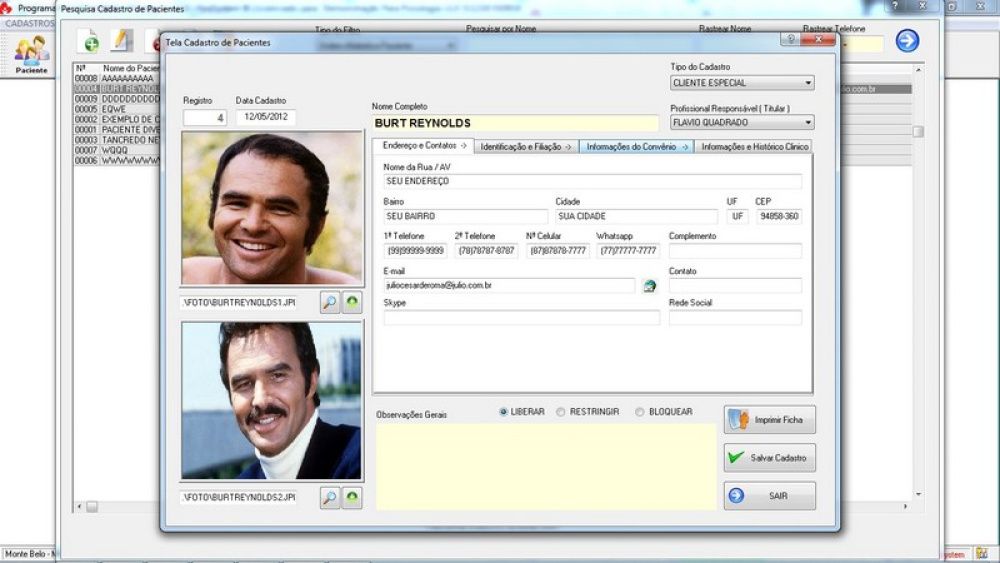 Programa
Pesquisa Cadastro de Pacientes
CADASTROS
Paciente
Tipo do Filtro
Pesquisar por Nome
Rastrear Nome
Rastrear Telefone
Nº Nome do Pacien
00008 AAAAAAAAAA
00004 BURT REYNOL
00009 DDDDDDDDDD
00005 EQWE
00002 EXEMPLO DE C
00001 PACIENTE DIVE
00003 TANCREDO NE
00007 WQQQ
00006 WWWWWWW
Tela Cadastro de Pacientes
Tipo do Cadastro
CLIENTE ESPECIAL
Registro
Data Cadastro
4
12/05/2012
Nome Completo
BURT REYNOLDS
Profissional Responsável ( Titular )
FLAVIO QUADRADO
Endereço e Contatos ->
Identificação e Filiação ->
Informações do Convênio ->
Informações e Histórico Clinico
Nome da Rua / AV
SEU ENDEREÇO
Bairro
Cidade
UF
CEP
SEU BAIRRO
SUA CIDADE
UF
94858-360
1º Telefone
2º Telefone
Nº Celular
Whatsapp
Complemento
(99)99999-9999
(78)78787-8787
(87)87878-7777
(77)77777-7777
E-mail
Contato
juliocesarderoma@julio.com.br
Skype
Rede Social
.\FOTO\BURTREYNOLDS1.JPI
.\FOTO\BURTREYNOLDS2.JPI
Observações Gerais
LIBERAR
RESTRINGIR
BLOQUEAR
Imprimir Ficha
Salvar Cadastro
SAIR
lio.com.br
Monte Belo - M
ystem